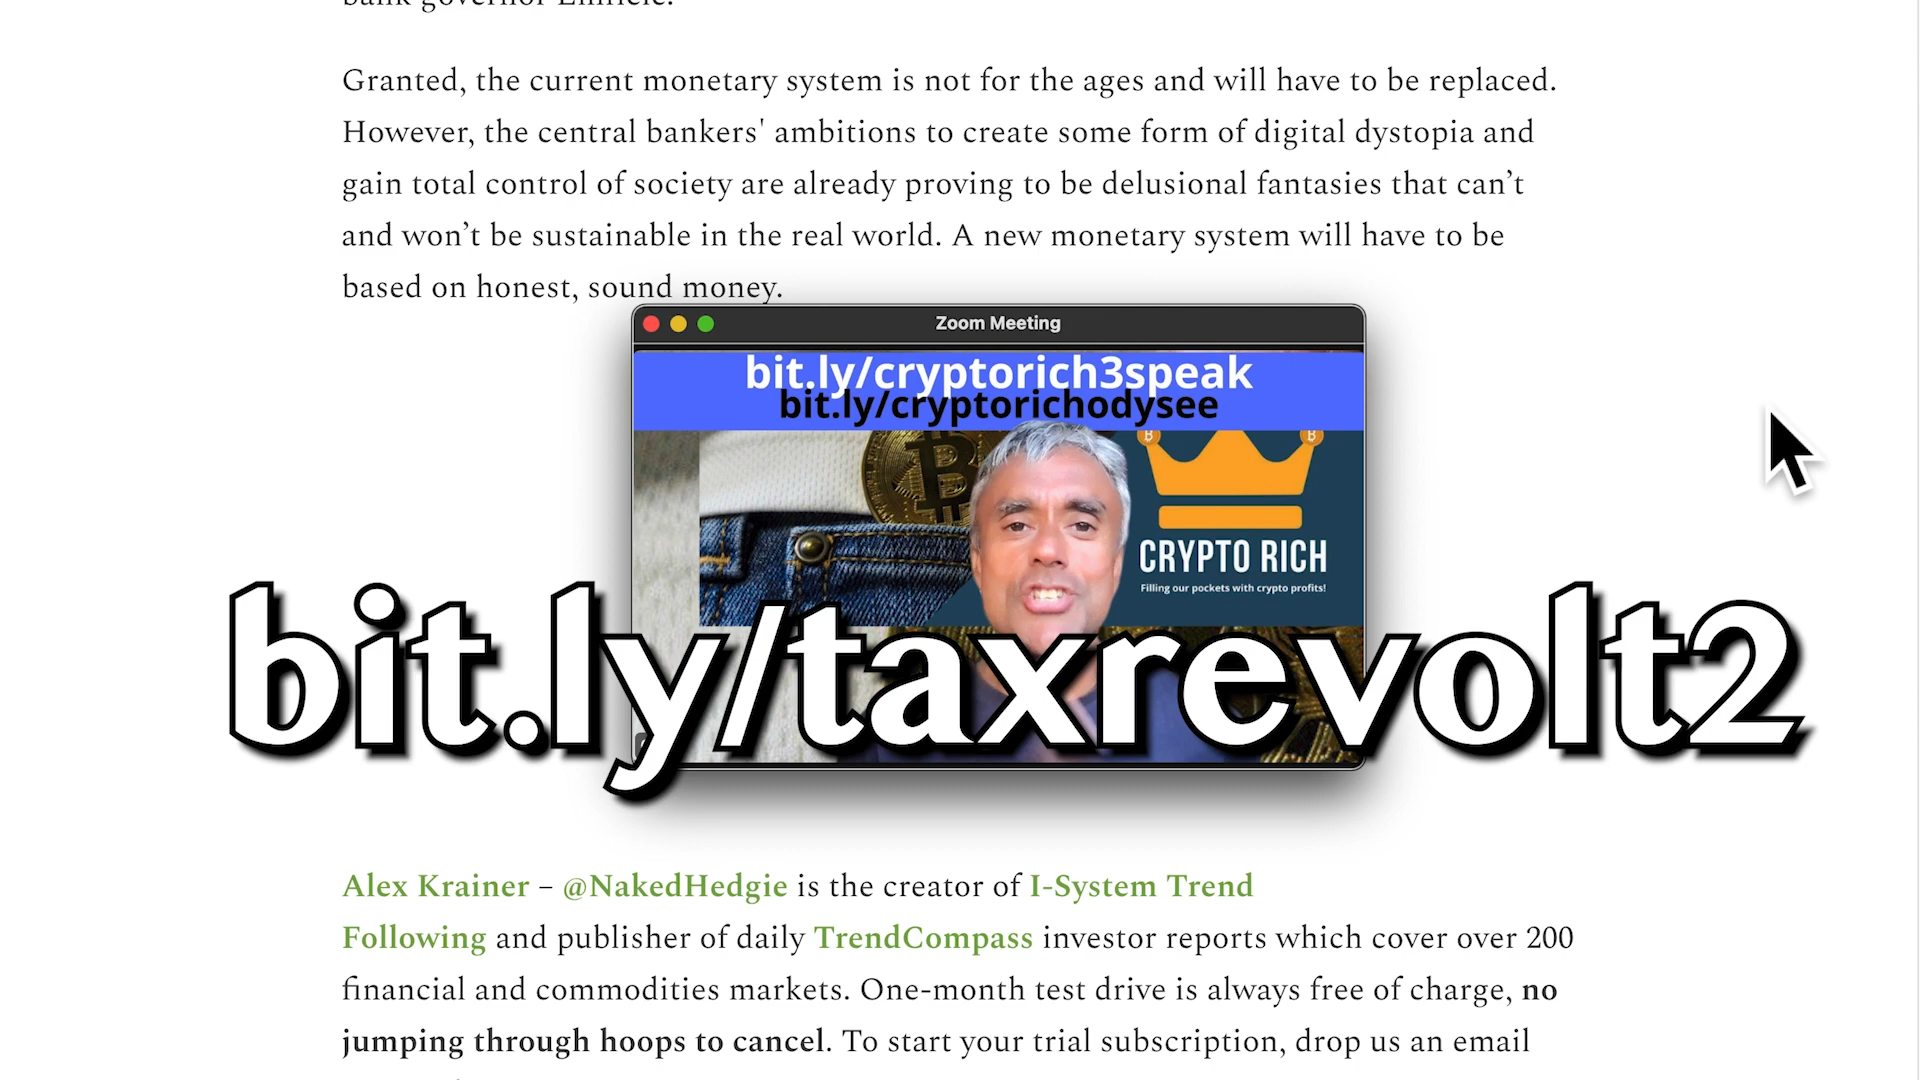 Granted, the current monetary system is not for the ages and will have to be replaced.
However, the central bankers' ambitions to create some form of digital dystopia and
gain total control of society are already proving to be delusional fantasies that can’t
and won’t be sustainable in the real world. A new monetary system will have to be
based on honest, sound money.
Zoom Meeting
bit.ly/cryptorich3speak
bit.ly/cryptorichodysee
CRYPTO RICH
Filling our pockets with crypto profits!
bit.ly/taxrevolt2
Alex Krainer – @NakedHedgie is the creator of I-System Trend
Following and publisher of daily TrendCompass investor reports which cover over 200
financial and commodities markets. One-month test drive is always free of charge, no
jumping through hoops to cancel. To start your trial subscription, drop us an email